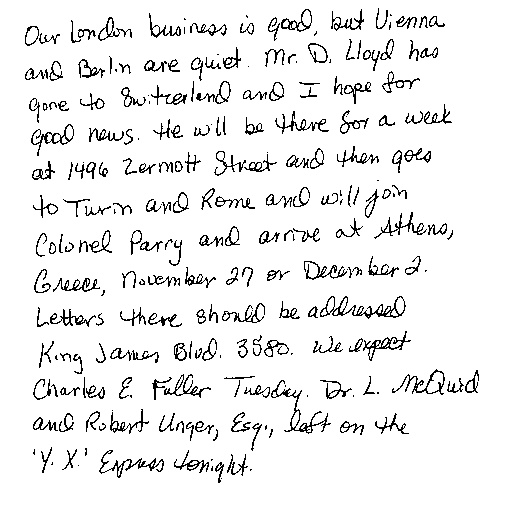 Our London business is good, but Vienna
and Berlin are quiet. Mr. D. Lloyd has
gone to Switzerland and I hope for
good news. He will be there for a week
at 1496 Zermott Street and then goes
to Turin and Rome and will join
Colonel Parry and arrive at Athens,
Greece, November 27 or December 2.
Letters there should be addressed
King James Blvd. 3580. We expect
Charles E. Fuller Tuesday. Dr. L. McQuid
and Robert Unger, Esq., left on the
'Y. X.' Express tonight.